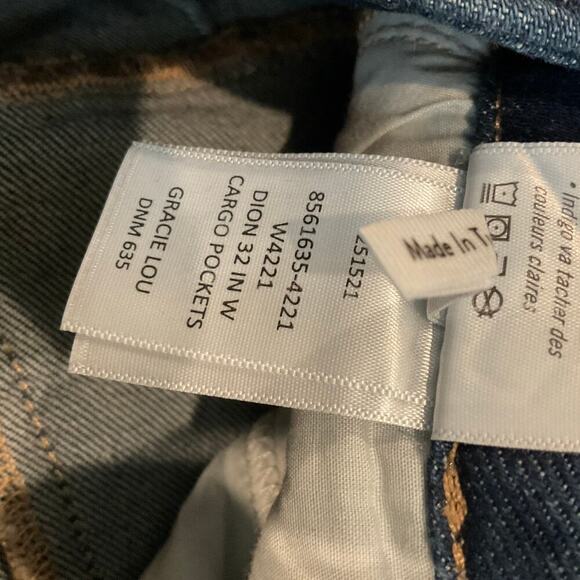 251521
8561635-4221
W4221
DION 32 IN W
CARGO POCKETS
GRACIE LOU
DNM 635
Made In
• Indigo va tacher des
couleurs claires